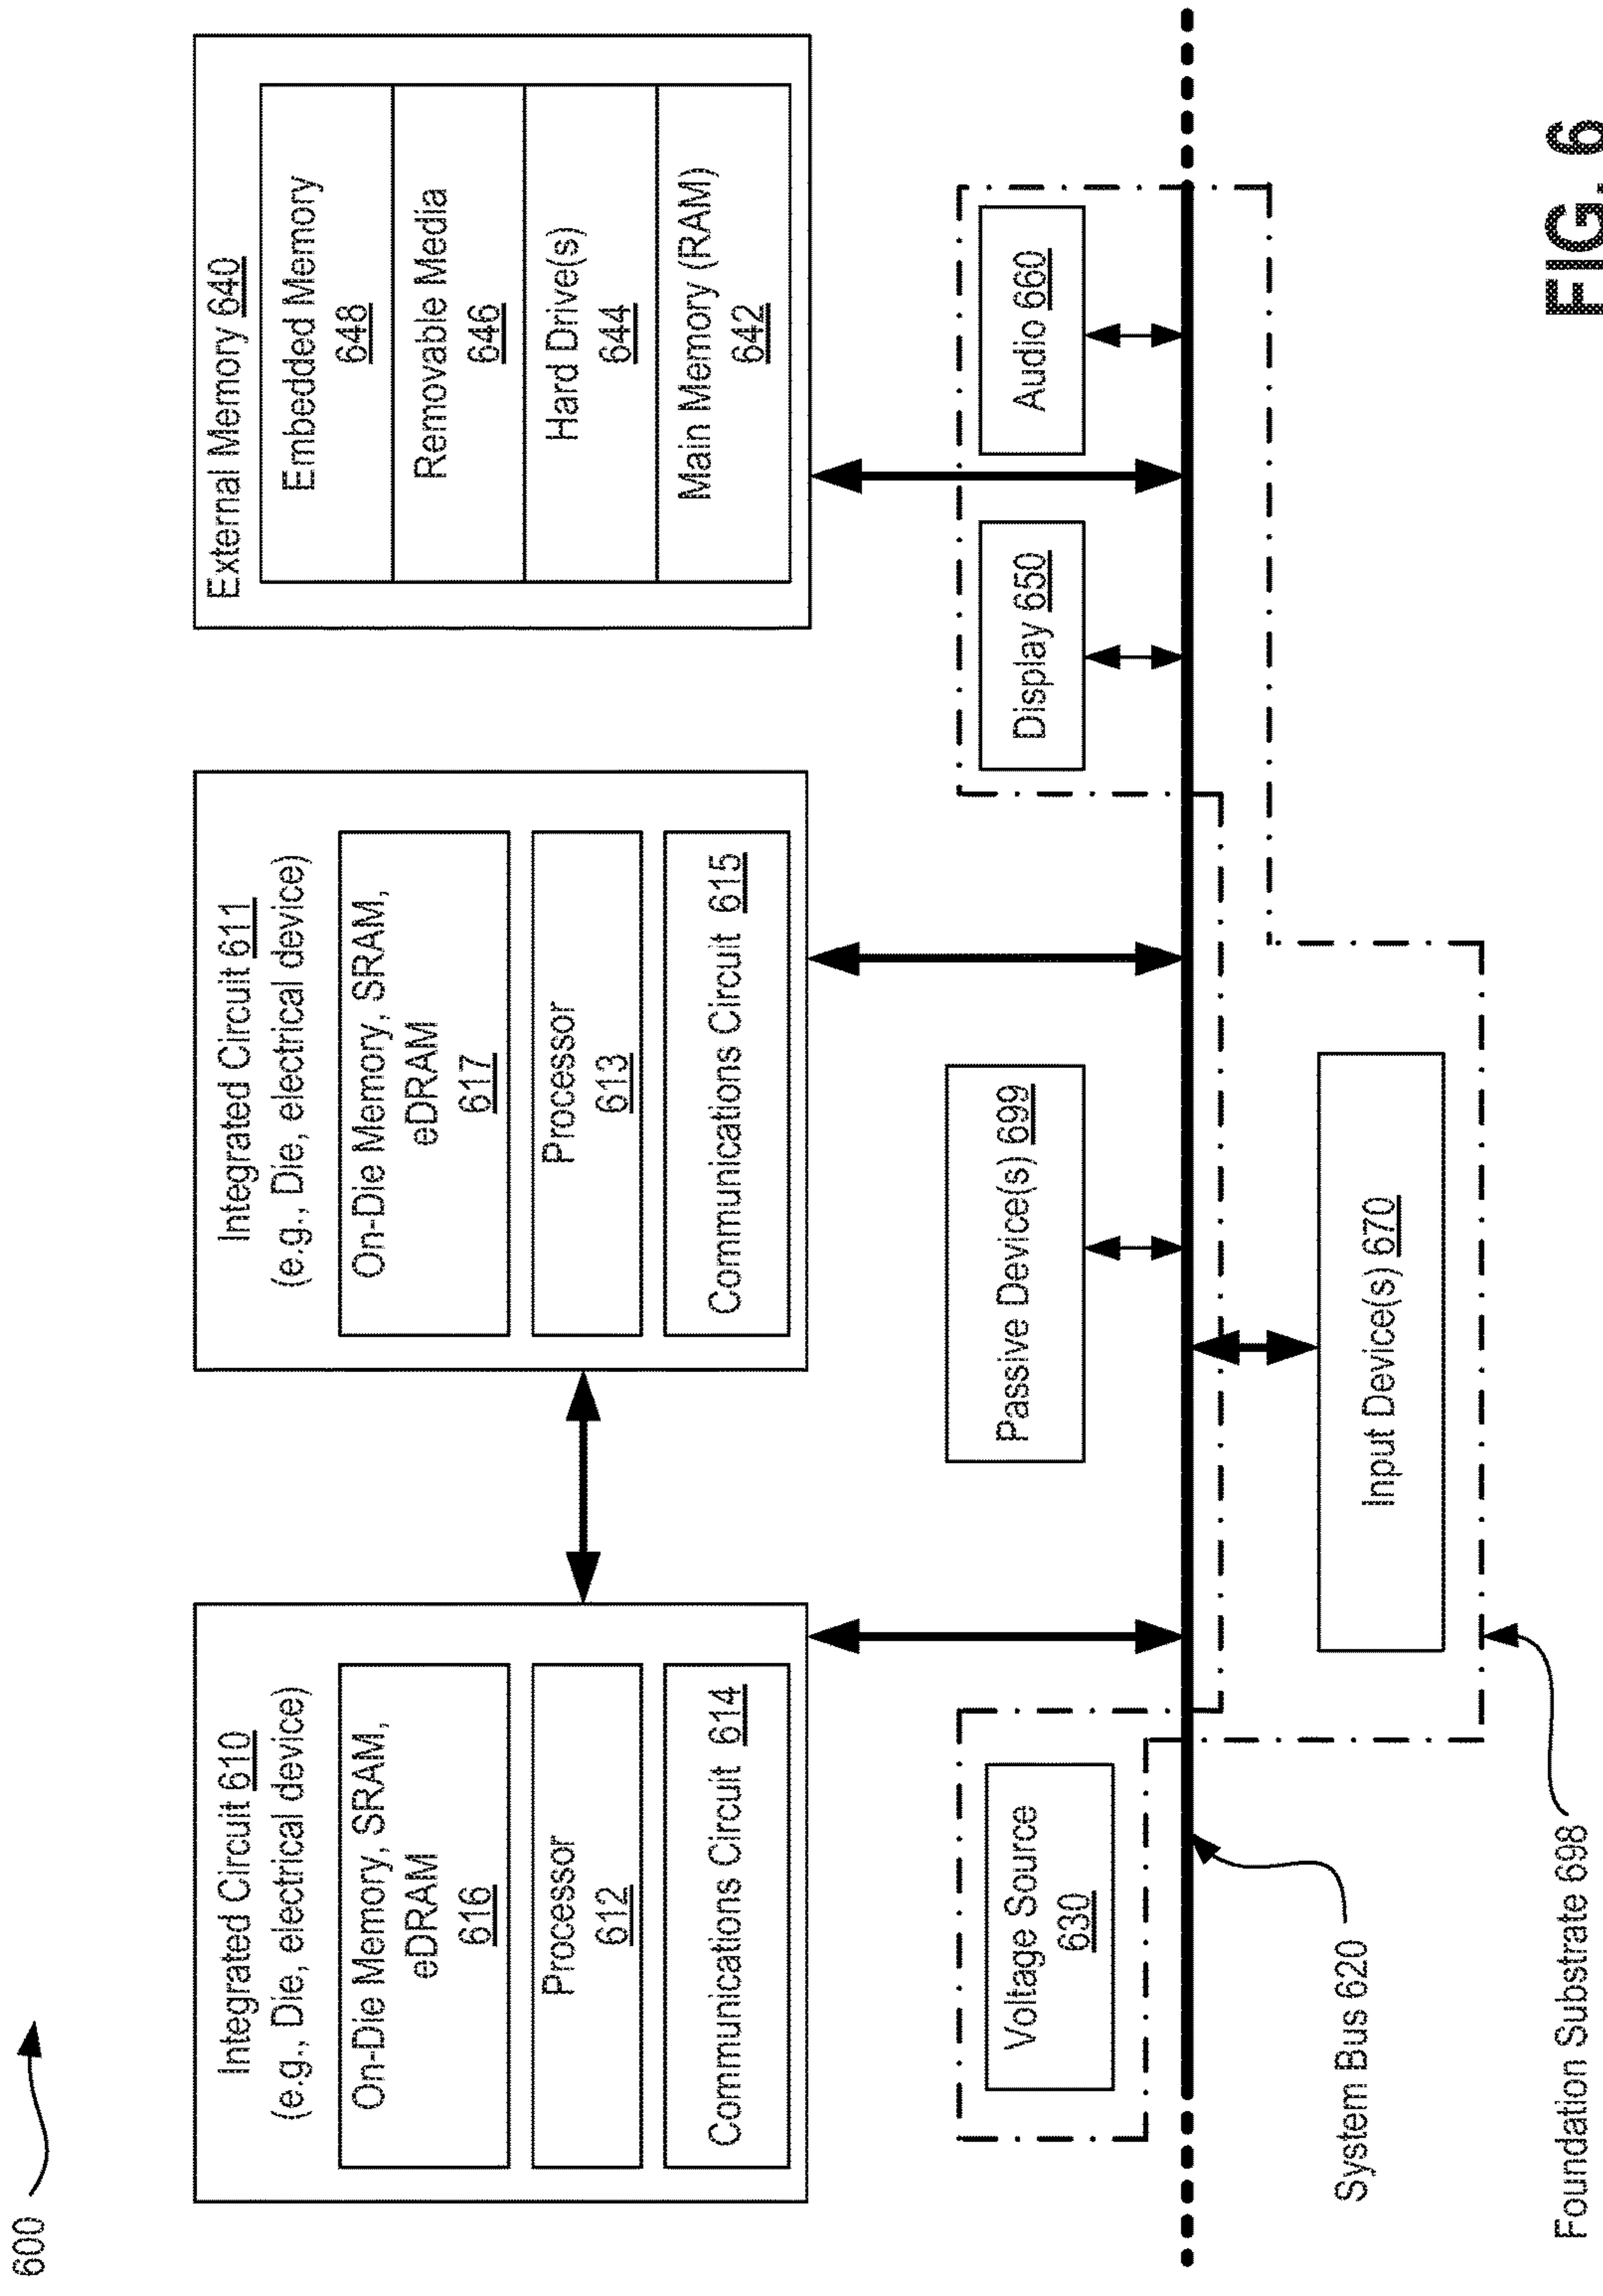 600
Integrated Circuit 610
(e.g., Die, electrical device)
On-Die Memory, SRAM,
eDRAM
616
Processor
612
Communications Circuit 614
Integrated Circuit 611
(e.g., Die, electrical device)
On-Die Memory, SRAM,
eDRAM
617
Processor
613
Communications Circuit 615
External Memory 640
Embedded Memory
648
Removable Media
646
Hard Drive(s)
644
Main Memory (RAM)
642
Voltage Source
630
Passive Device(s) 699
Display 650
Audio 660
System Bus 620
Input Device(s) 670
Foundation Substrate 698
FIG. 6